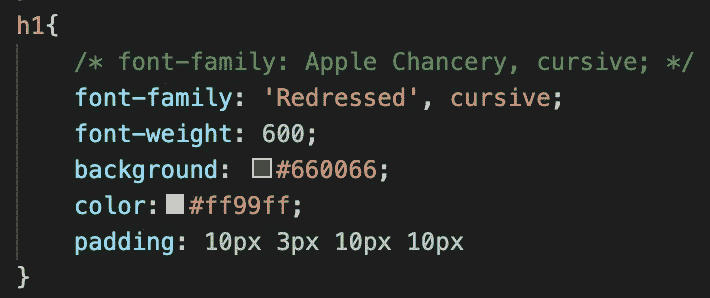 h1{
/* font-family: Apple Chancery, cursive; */
font-family: 'Redressed', cursive;
font-weight: 600;
background: #660066;
color: #ff99ff;
padding: 10px 3px 10px 10px
}